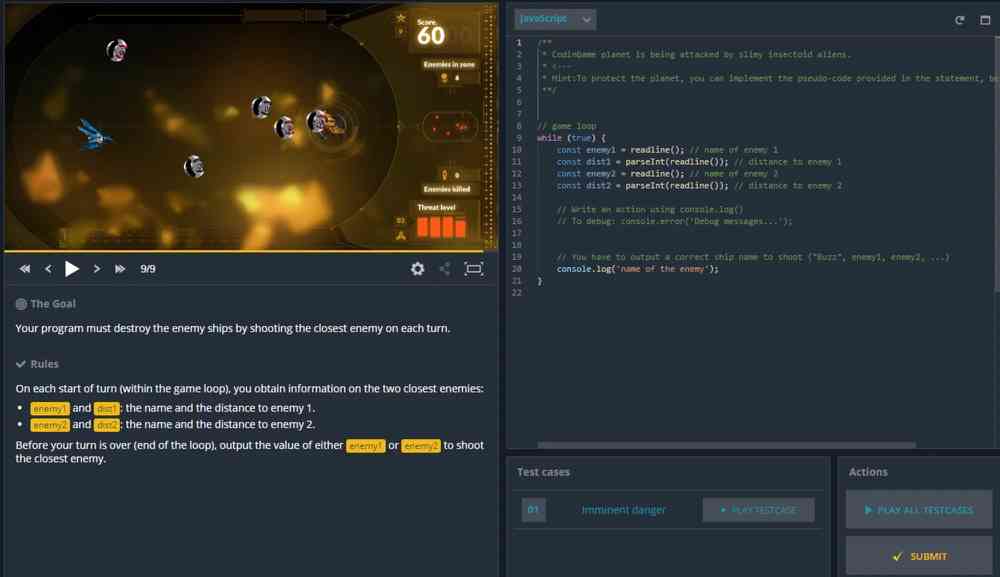 Score
60
Enemies in zone
Enemies killed
Threat level
9/9
The Goal
Your program must destroy the enemy ships by shooting the closest enemy on each turn.
Rules
On each start of turn (within the game loop), you obtain information on the two closest enemies:
• enemy1 and dist1: the name and the distance to enemy 1.
• enemy2 and dist2: the name and the distance to enemy 2.
Before your turn is over (end of the loop), output the value of either enemy1 or enemy2 to shoot
the closest enemy.
JavaScript
1 /**
2 * CodinGame planet is being attacked by slimy insectoid aliens.
3 * <---
4 * Hint:To protect the planet, you can implement the pseudo-code provided in the statement, b
5 **/
6
7
8 // game loop
9 while (true) {
10 const enemy1 = readline(); // name of enemy 1
11 const dist1 = parseInt(readline()); // distance to enemy 1
12 const enemy2 = readline(); // name of enemy 2
13 const dist2 = parseInt(readline()); // distance to enemy 2
14
15 // Write an action using console.log()
16 // To debug: console.error('Debug messages...');
17
18
19 // You have to output a correct ship name to shoot ("Buzz", enemy1, enemy2, ...)
20 console.log('name of the enemy');
21 }
22
Test cases
01 Imminent danger PLAY TESTCASE
Actions
PLAY ALL TESTCASES
SUBMIT